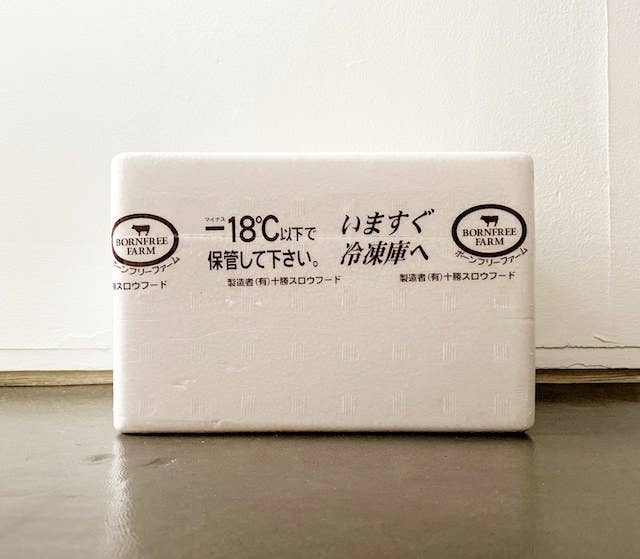 BORNFREE
FARM
ボーンフリーファーム
スロウフード
マイナス
−18℃以下で
保管して下さい。
いますぐ
冷凍庫へ
製造者(有)十勝スロウフード
BORNFREE
FARM
ボーンフリーファーム
製造者(有)十勝スロウフード